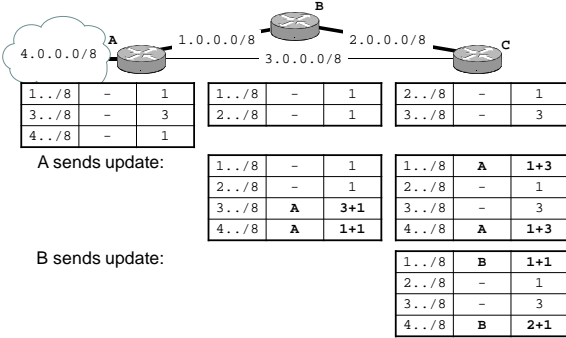 B
A
C
4.0.0.0/8
1.0.0.0/8
2.0.0.0/8
3.0.0.0/8
1../8 - 1
3../8 - 3
4../8 - 1
1../8 - 1
2../8 - 1
2../8 - 1
3../8 - 3
A sends update:
1../8 - 1
2../8 - 1
3../8 A 3+1
4../8 A 1+1
1../8 A 1+3
2../8 - 1
3../8 - 3
4../8 A 1+3
B sends update:
1../8 B 1+1
2../8 - 1
3../8 - 3
4../8 B 2+1